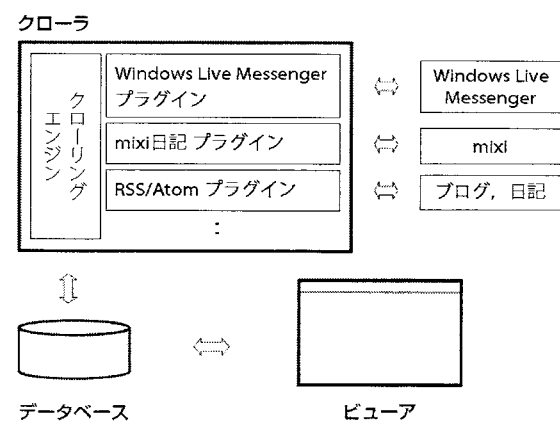 クローラ
クローリング
エンジン
Windows Live Messenger
プラグイン
Windows Live
Messenger
mixi日記 プラグイン
mixi
RSS/Atom プラグイン
ブログ，日記
：
データベース
ビューア